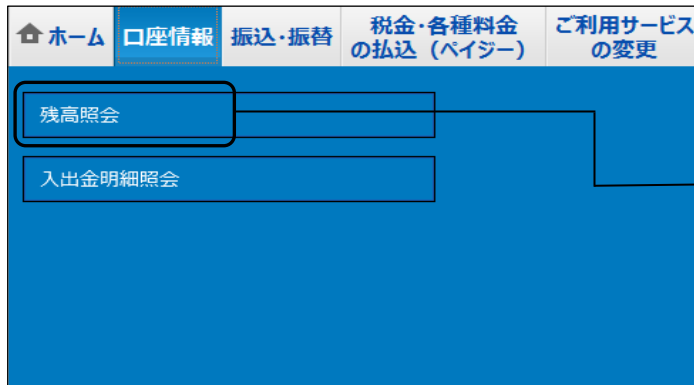 ホーム
口座情報
振込・振替
税金・各種料金
の払込（ペイジー）
ご利用サービス
の変更
残高照会
入出金明細照会